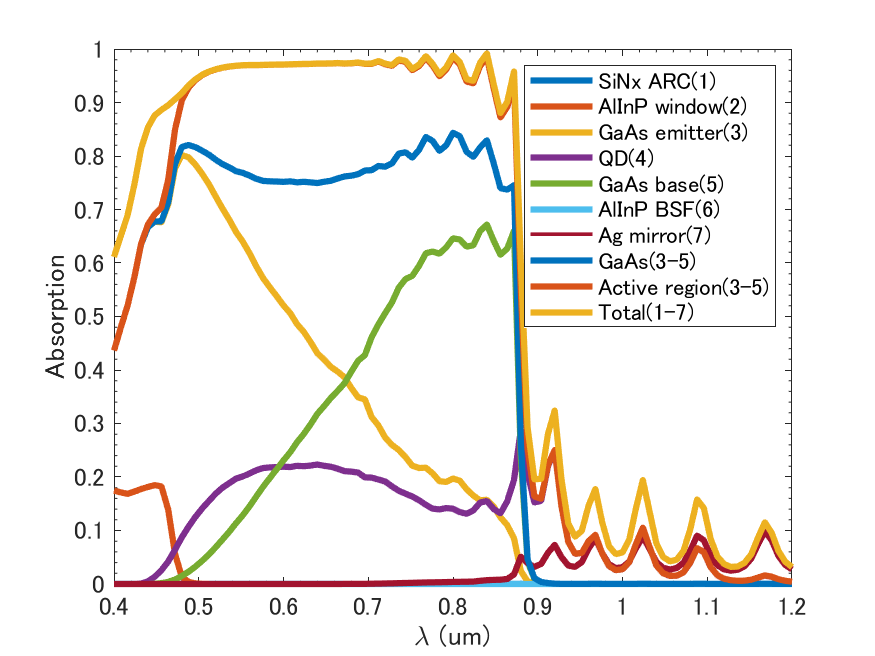 1
0.9
0.8
0.7
0.6
0.5
0.4
0.3
0.2
0.1
0
Absorption
SiNx ARC(1)
AlInP window(2)
GaAs emitter(3)
QD(4)
GaAs base(5)
AlInP BSF(6)
Ag mirror(7)
GaAs(3-5)
Active region(3-5)
Total(1-7)
0.4 0.5 0.6 0.7 0.8 0.9 1 1.1 1.2
λ (um)